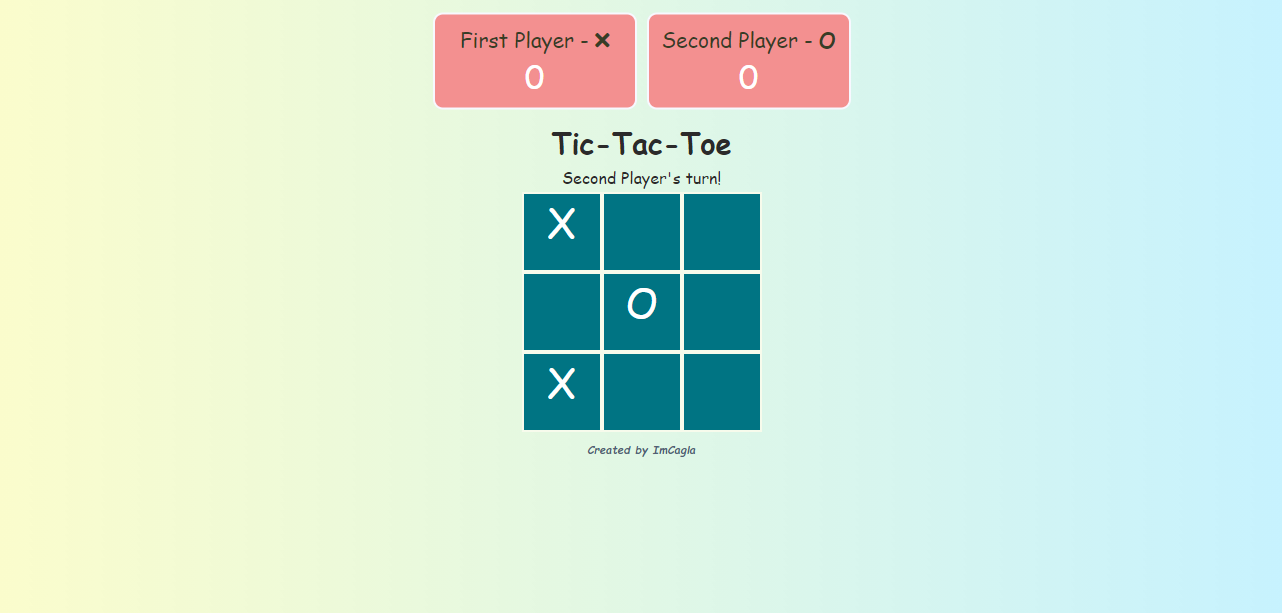 First Player - ✖
0
Second Player - O
0
Tic-Tac-Toe
Second Player's turn!
X
O
X
Created by ImCagla